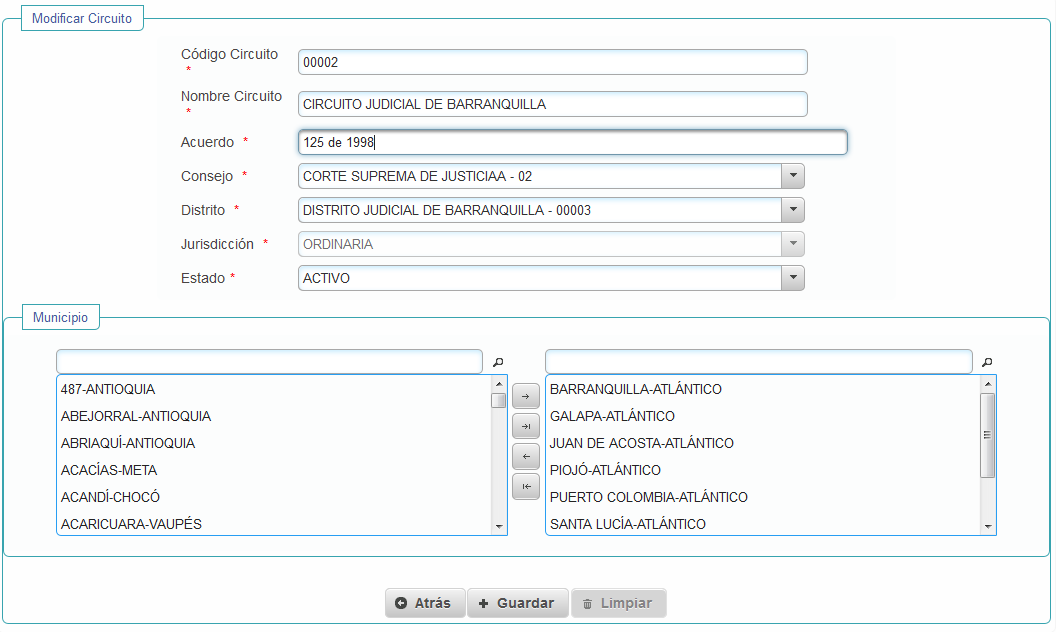 Modificar Circuito
Código Circuito
*
00002
Nombre Circuito
*
CIRCUITO JUDICIAL DE BARRANQUILLA
Acuerdo *
125 de 1998
Consejo *
CORTE SUPREMA DE JUSTICIAA - 02
Distrito *
DISTRITO JUDICIAL DE BARRANQUILLA - 00003
Jurisdicción *
ORDINARIA
Estado *
ACTIVO
Municipio
487-ANTIOQUIA
ABEJORRAL-ANTIOQUIA
ABRIAQUÍ-ANTIOQUIA
ACACÍAS-META
ACANDÍ-CHOCÓ
ACARICUARA-VAUPÉS
BARRANQUILLA-ATLÁNTICO
GALAPA-ATLÁNTICO
JUAN DE ACOSTA-ATLÁNTICO
PIOJÓ-ATLÁNTICO
PUERTO COLOMBIA-ATLÁNTICO
SANTA LUCÍA-ATLÁNTICO
Atrás
Guardar
Limpiar